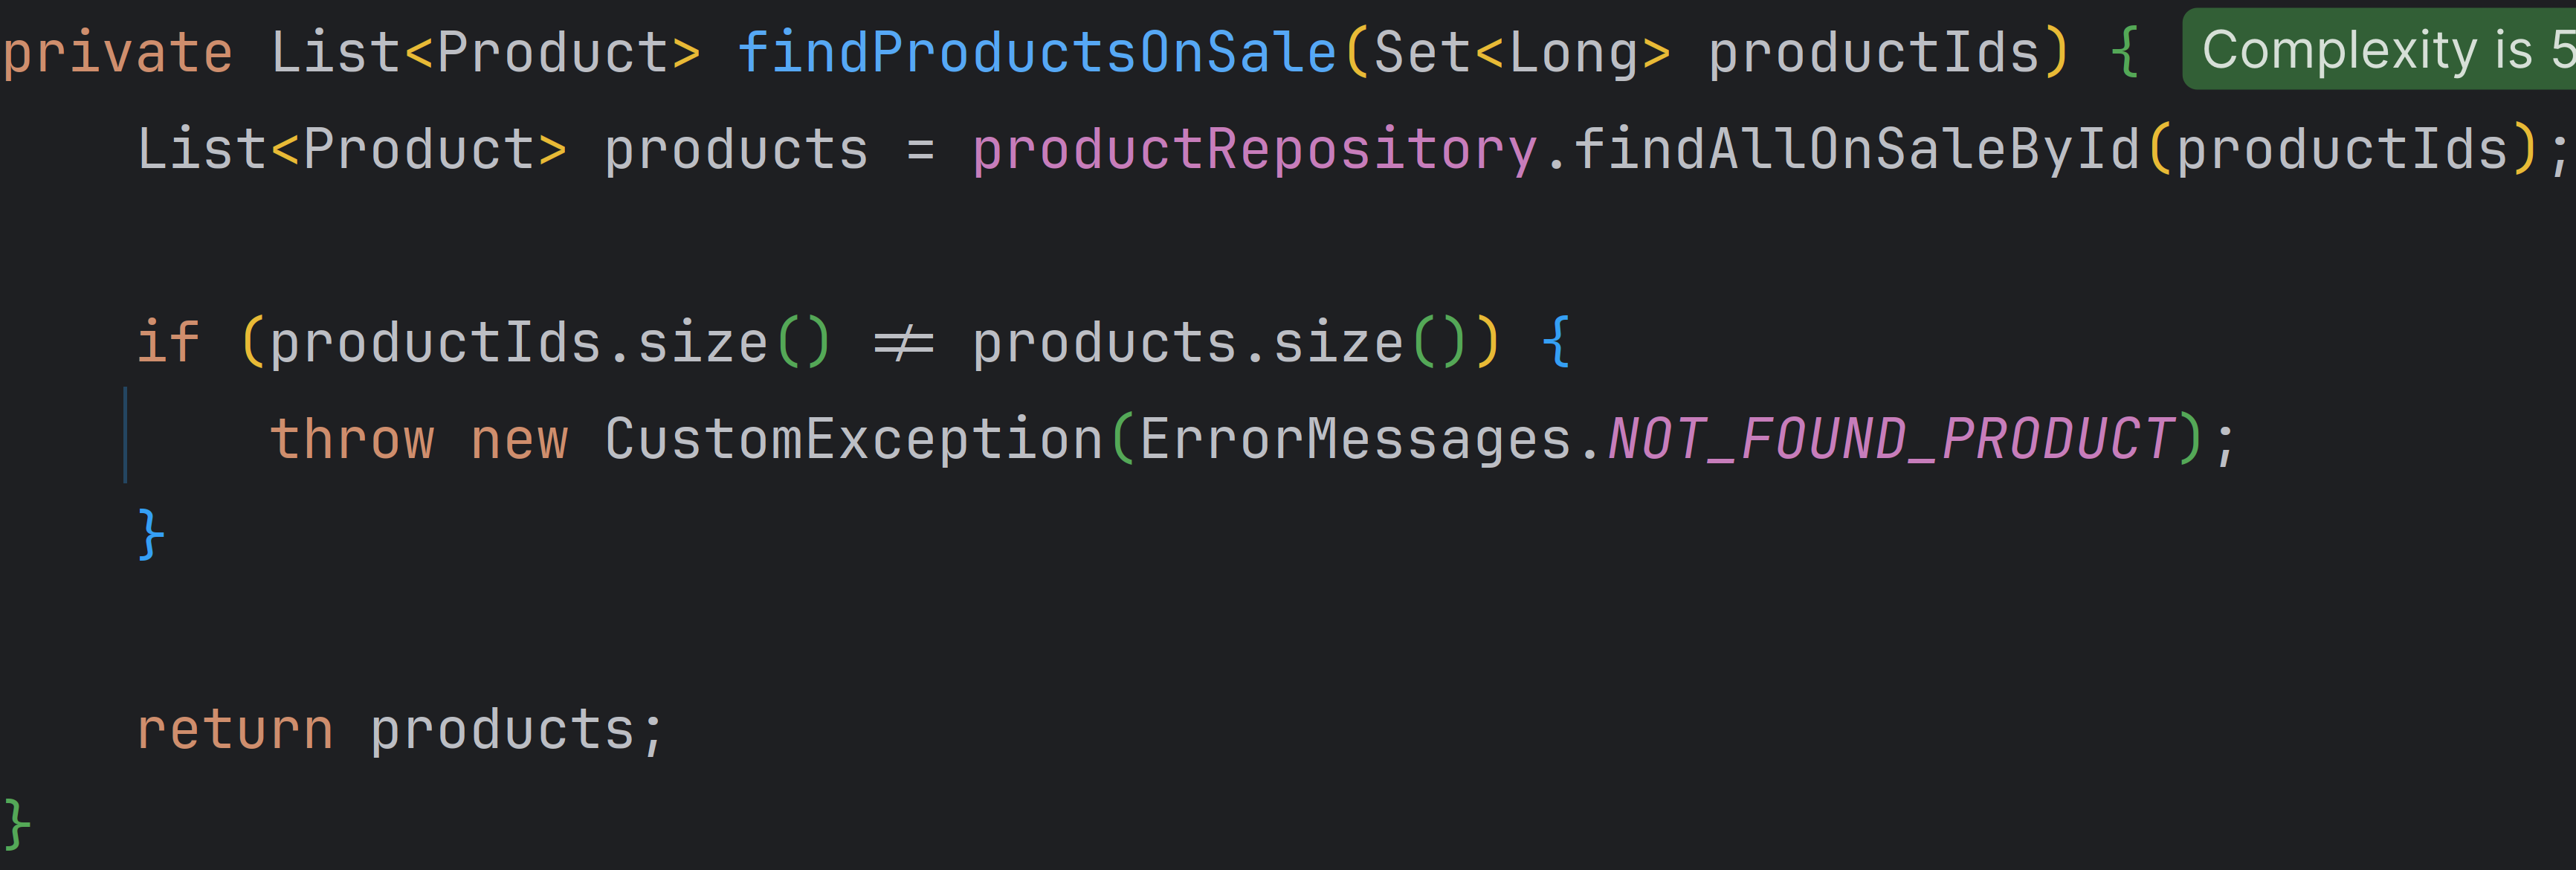 private List<Product> findProductsOnSale(Set<Long> productIds) { Complexity is 5
    List<Product> products = productRepository.findAllOnSaleById(productIds);
    if (productIds.size() != products.size()) {
        throw new CustomException(ErrorMessages.NOT_FOUND_PRODUCT);
    }
    return products;
}